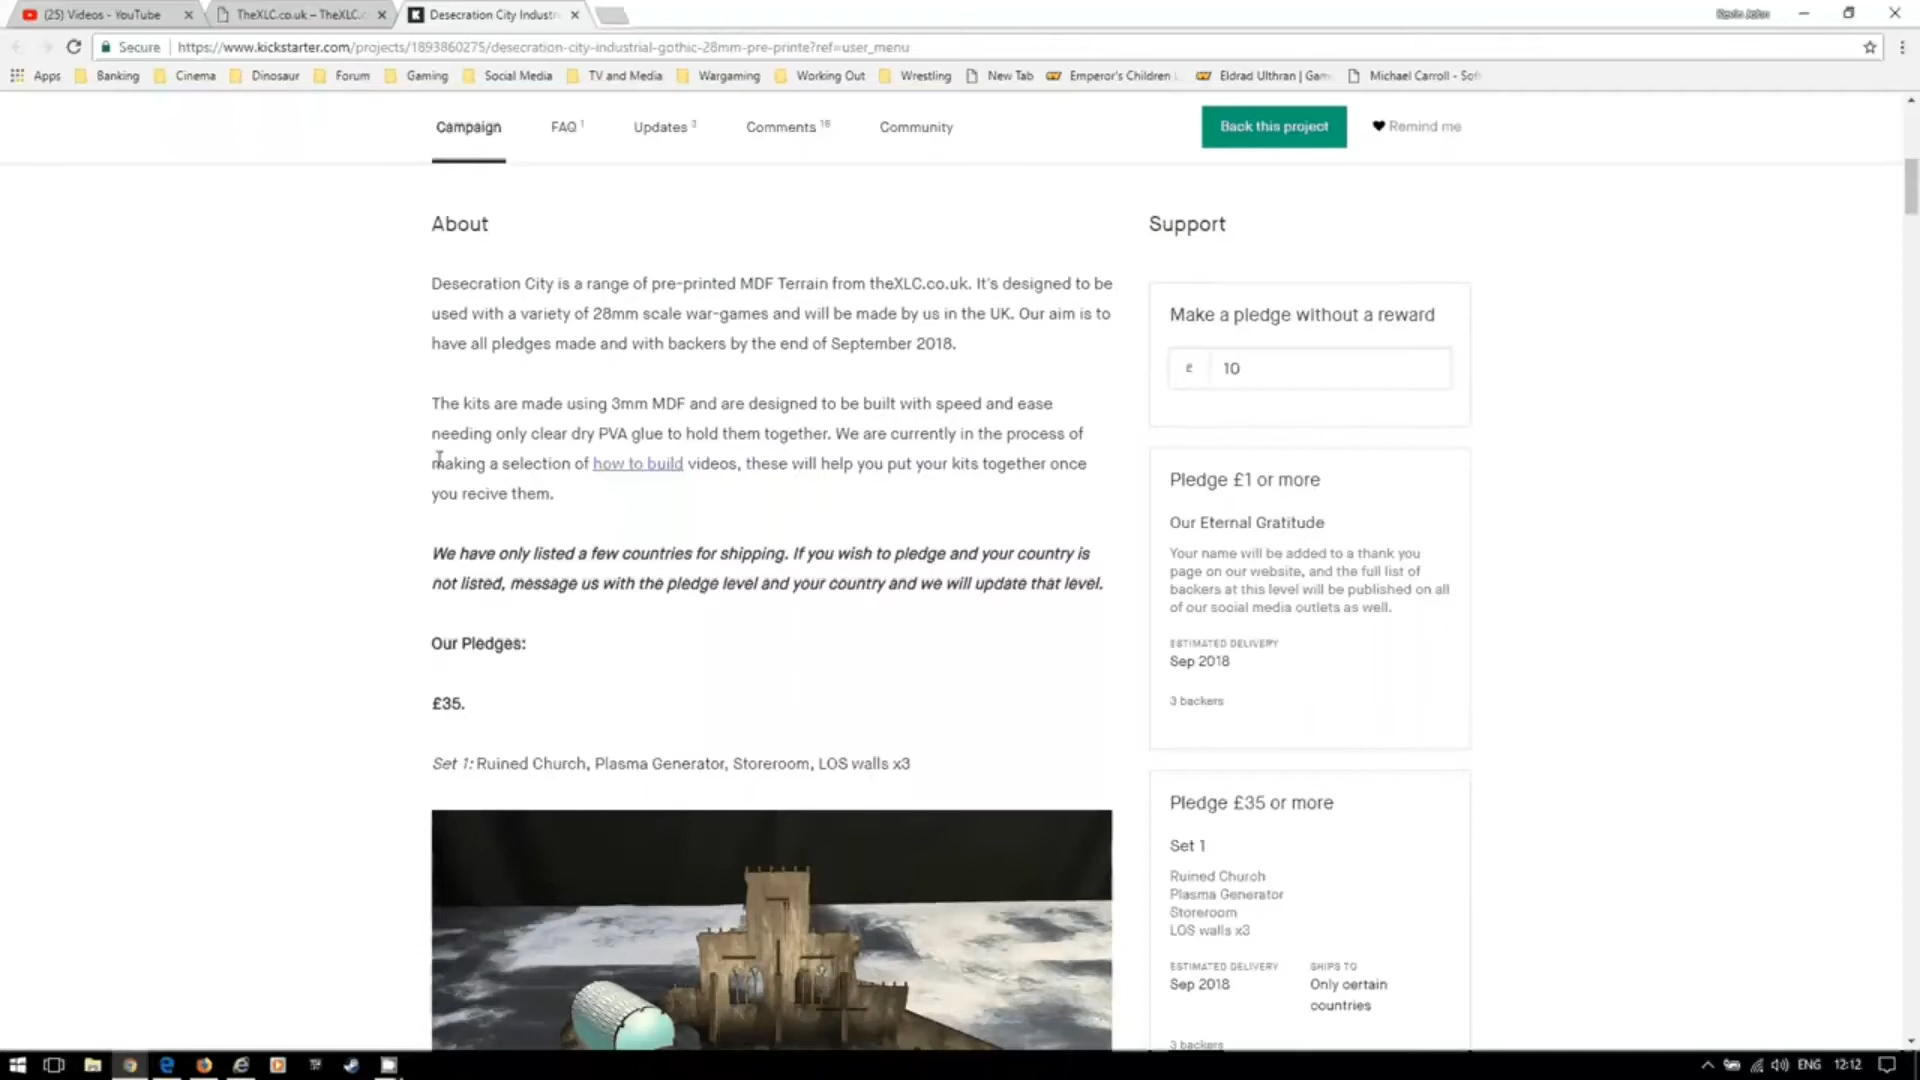 (25) Videos - YouTube
TheXLC.co.uk – TheXLC.c
Desecration City Industri
Kevin John
Secure
https://www.kickstarter.com/projects/1893860275/desecration-city-industrial-gothic-28mm-pre-printe?ref=user_menu
Apps Banking Cinema Dinosaur Forum Gaming Social Media TV and Media Wargaming Working Out Wrestling New Tab Emperor's Children Eldrad Ulthran | Gam Michael Carroll - Sof
Campaign FAQ 1 Updates 3 Comments 16 Community
Back this project
Remind me
About
Desecration City is a range of pre-printed MDF Terrain from theXLC.co.uk. It's designed to be
used with a variety of 28mm scale war-games and will be made by us in the UK. Our aim is to
have all pledges made and with backers by the end of September 2018.
The kits are made using 3mm MDF and are designed to be built with speed and ease
needing only clear dry PVA glue to hold them together. We are currently in the process of
making a selection of how to build videos, these will help you put your kits together once
you recive them.
We have only listed a few countries for shipping. If you wish to pledge and your country is
not listed, message us with the pledge level and your country and we will update that level.
Our Pledges:
£35.
Set 1: Ruined Church, Plasma Generator, Storeroom, LOS walls x3
Support
Make a pledge without a reward
£ 10
Pledge £1 or more
Our Eternal Gratitude
Your name will be added to a thank you
page on our website, and the full list of
backers at this level will be published on all
of our social media outlets as well.
ESTIMATED DELIVERY
Sep 2018
3 backers
Pledge £35 or more
Set 1
Ruined Church
Plasma Generator
Storeroom
LOS walls x3
ESTIMATED DELIVERY SHIPS TO
Sep 2018 Only certain
countries
3 backers
ENG 12:12